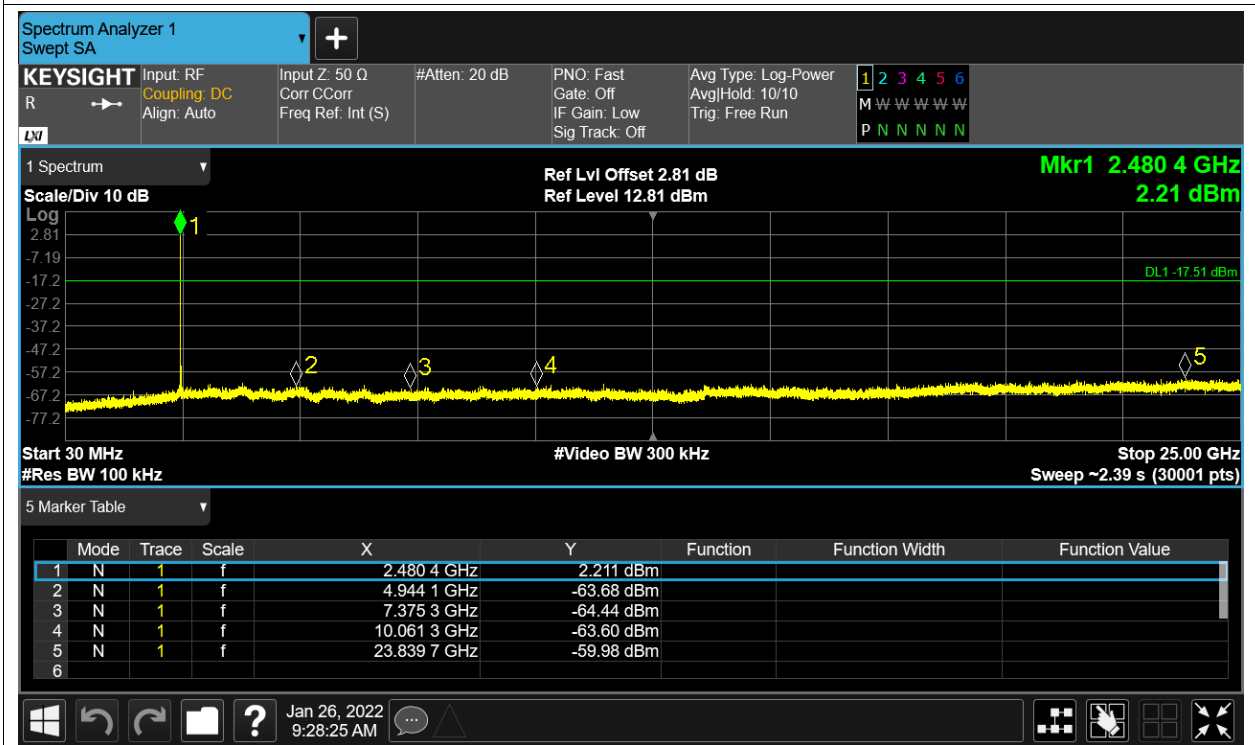 Spectrum Analyzer 1
Swept SA
+
KEYSIGHT Input: RF Input Z: 50 Ω #Atten: 20 dB PNO: Fast Avg Type: Log-Power 1 2 3 4 5 6
R Coupling: DC Corr CCorr Gate: Off Avg|Hold: 10/10 M W W W W W
Align: Auto Freq Ref: Int (S) IF Gain: Low Trig: Free Run
LXI Sig Track: Off P N N N N N
1 Spectrum Ref Lvl Offset 2.81 dB Mkr1 2.480 4 GHz
Scale/Div 10 dB Ref Level 12.81 dBm 2.21 dBm
Log
1
2.81
-7.19
DL1 -17.51 dBm
-17.2
-27.2
-37.2
-47.2
2 3 4 5
-57.2
-67.2
-77.2
Start 30 MHz #Video BW 300 kHz Stop 25.00 GHz
#Res BW 100 kHz Sweep ~2.39 s (30001 pts)
5 Marker Table
Mode Trace Scale X Y Function Function Width Function Value
1 N 1 f 2.480 4 GHz 2.211 dBm
2 N 1 f 4.944 1 GHz -63.68 dBm
3 N 1 f 7.375 3 GHz -64.44 dBm
4 N 1 f 10.061 3 GHz -63.60 dBm
5 N 1 f 23.839 7 GHz -59.98 dBm
6
? Jan 26, 2022
9:28:25 AM